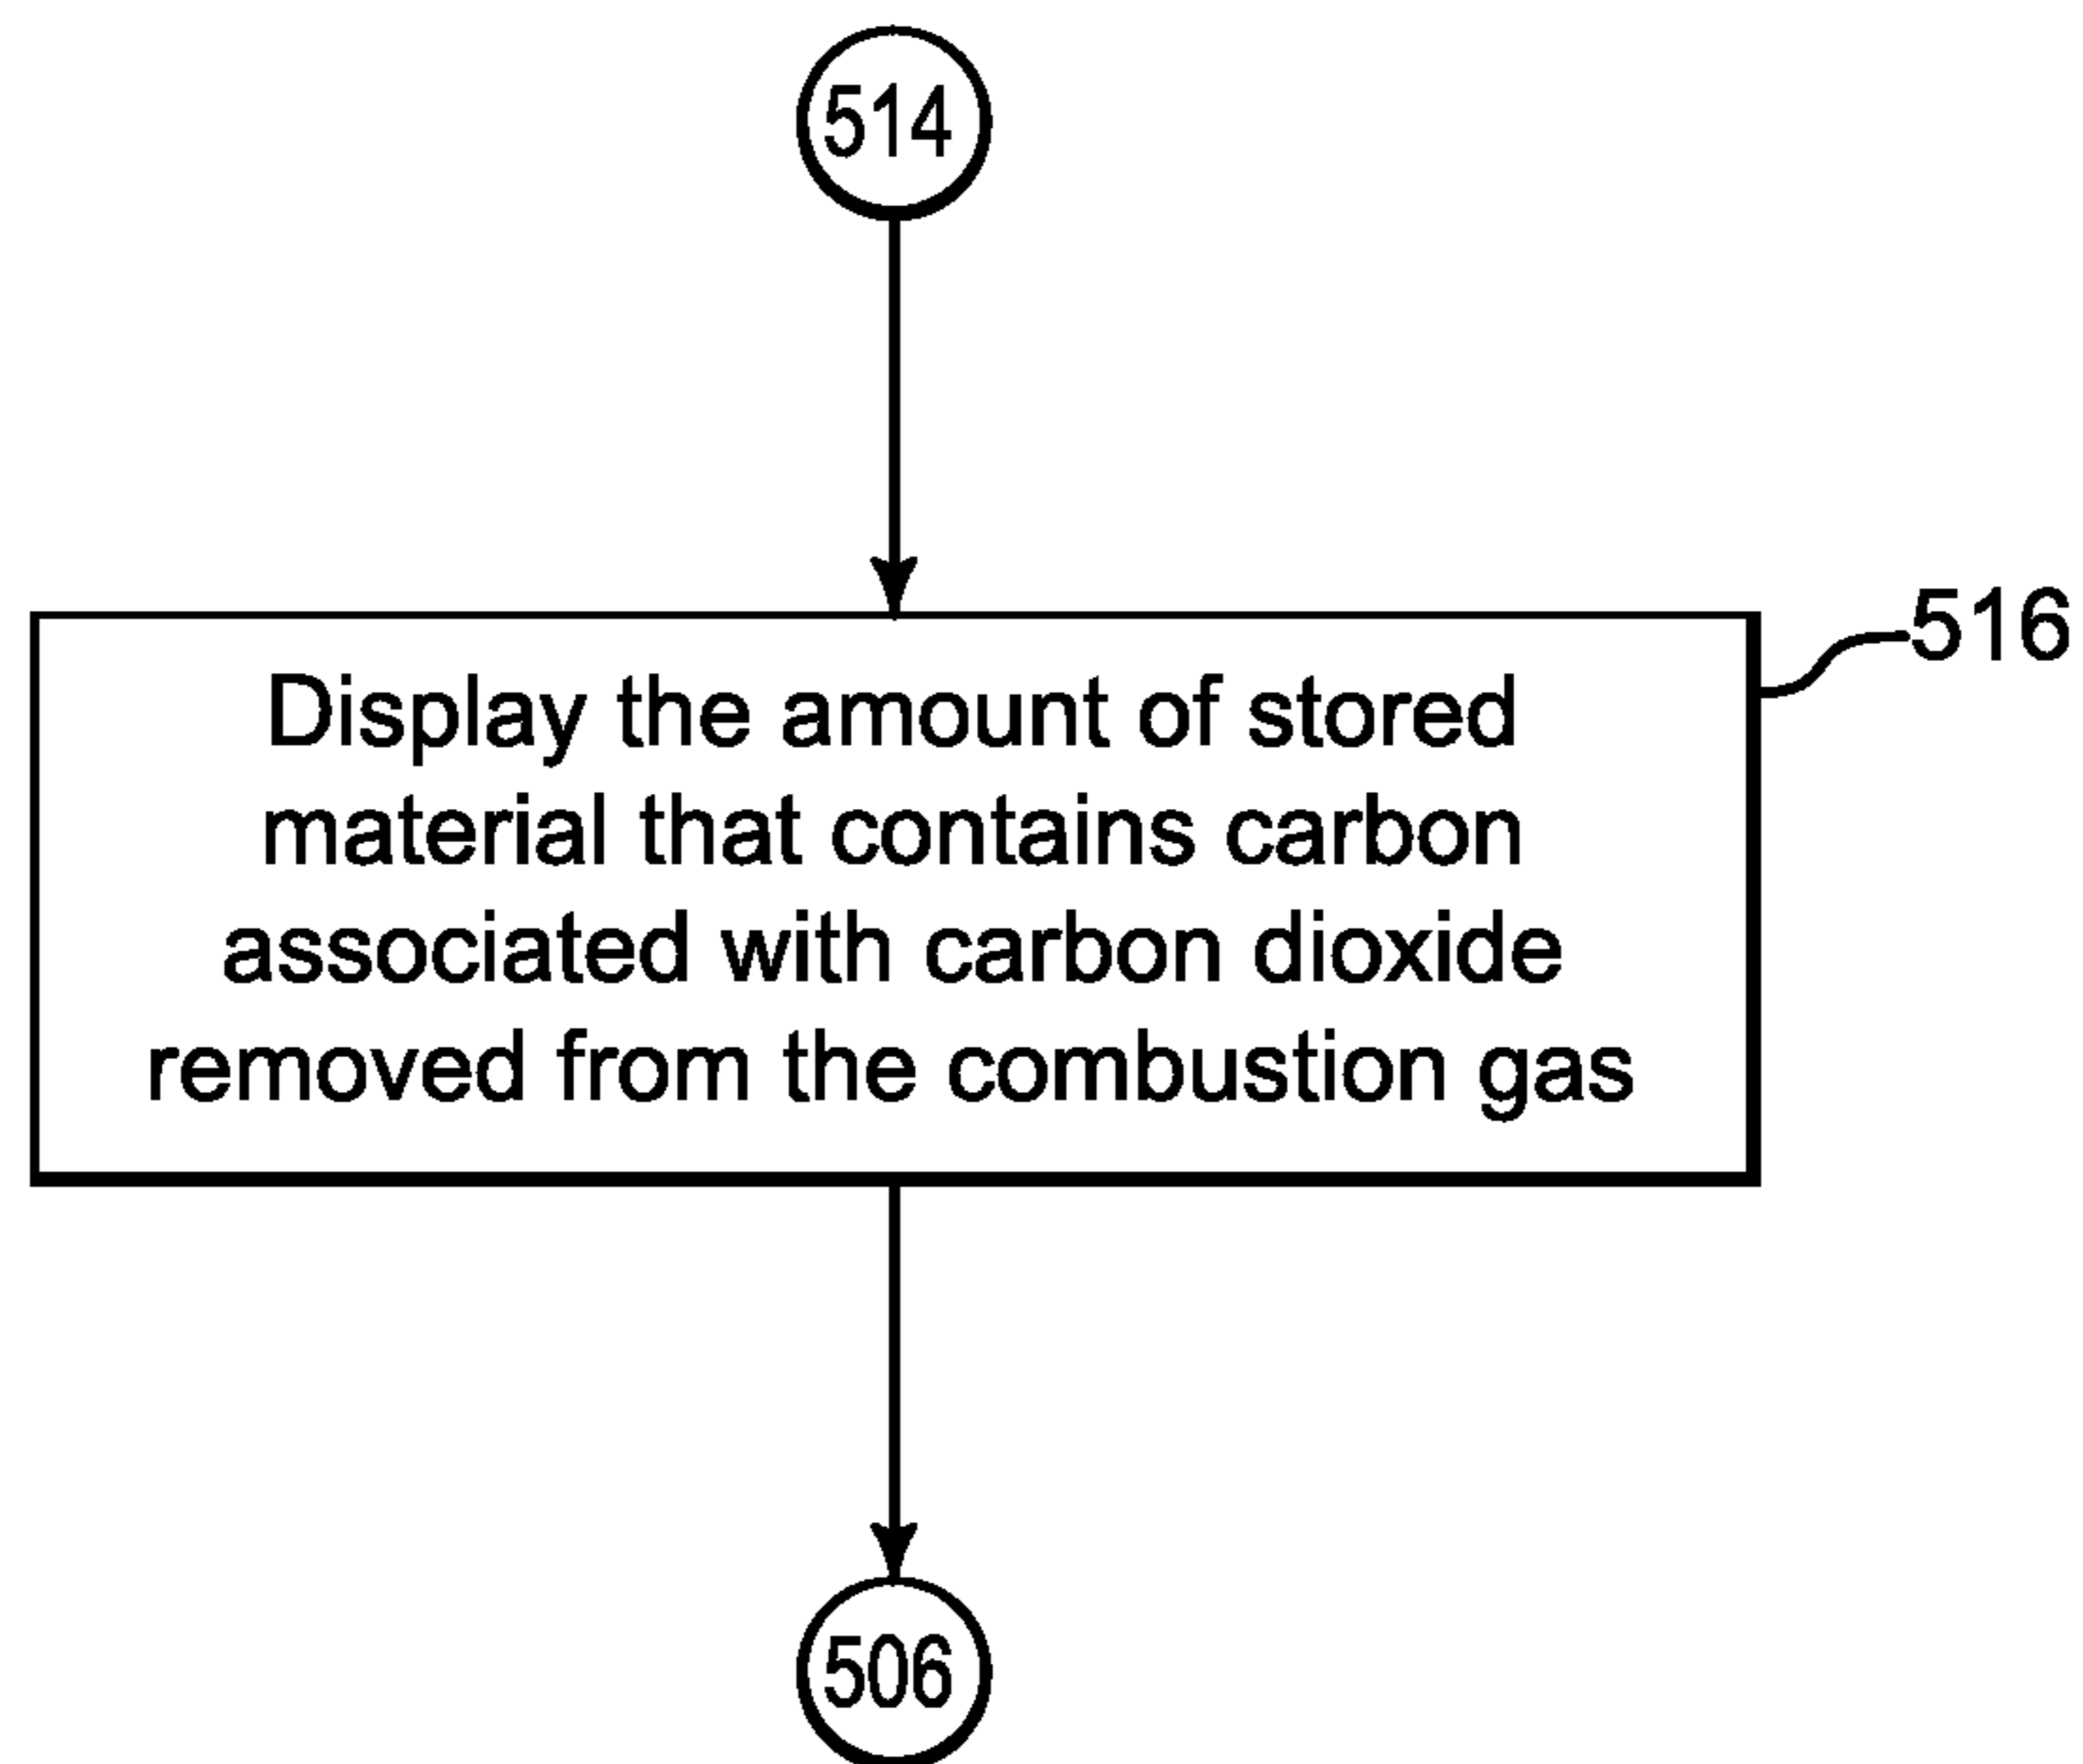 514
516
Display the amount of stored
material that contains carbon
associated with carbon dioxide
removed from the combustion gas
506